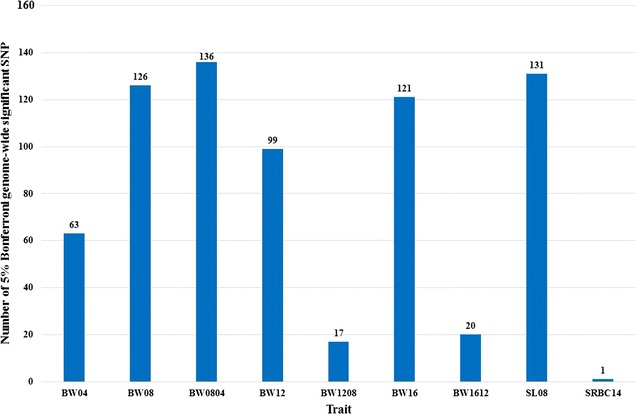 Number of 5% Bonferroni genome-wide significant SNP
160
140
120
100
80
60
40
20
0
63
126
136
99
17
121
20
131
1
BW04
BW08
BW0804
BW12
BW1208
BW16
BW1612
SL08
SRBC14
Trait